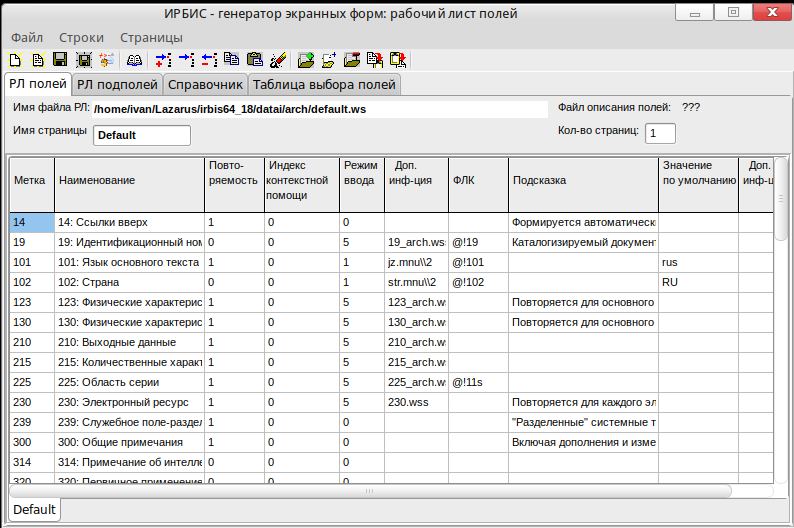 ИРБИС - генератор экранных форм: рабочий лист полей
Файл Строки Страницы
РЛ полей РЛ подполей Справочник Таблица выбора полей
Имя файла РЛ: /home/ivan/Lazarus/irbis64_18/datai/arch/default.ws Файл описания полей: ???
Имя страницы Default Кол-во страниц: 1
Метка Наименование Повто-ряемость Индекс контекстной помощи Режим ввода Доп. инф-ция ФЛК Подсказка Значение по умолчанию Доп. инф-ц
14 14: Ссылки вверх 1 0 0 Формируется автоматическ
19 19: Идентификационный ном 0 0 5 19_arch.ws @!19 Каталогизируемый документ
101 101: Язык основного текста 1 0 1 jz.mnu\\2 @!101 rus
102 102: Страна 0 0 1 str.mnu\\2 @!102 RU
123 123: Физические характерис 1 0 5 123_arch.w Повторяется для основного
130 130: Физические характерис 1 0 5 130_arch.w Повторяется для основного
210 210: Выходные данные 1 0 5 210_arch.w
215 215: Количественные характ 1 0 5 215_arch.w
225 225: Область серии 1 0 5 225_arch.w @!11s
230 230: Электронный ресурс 1 0 5 230.wss Повторяется для каждого эл
239 239: Служебное поле-раздел 1 0 0 "Разделенные" системные т
300 300: Общие примечания 1 0 0 Включая дополнения и изме
314 314: Примечание об интелле 0 0 0
320 320: Первичное применение 0 0 0
Default